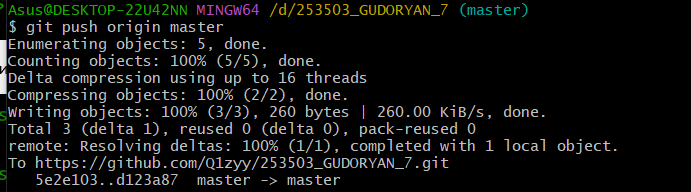 Asus@DESKTOP-22U42NN MINGW64 /d/253503_GUDORYAN_7 (master)
$ git push origin master
Enumerating objects: 5, done.
Counting objects: 100% (5/5), done.
Delta compression using up to 16 threads
Compressing objects: 100% (2/2), done.
Writing objects: 100% (3/3), 260 bytes | 260.00 KiB/s, done.
Total 3 (delta 1), reused 0 (delta 0), pack-reused 0
remote: Resolving deltas: 100% (1/1), completed with 1 local object.
To https://github.com/Q1zyy/253503_GUDORYAN_7.git
   5e2e103..d123a87  master -> master